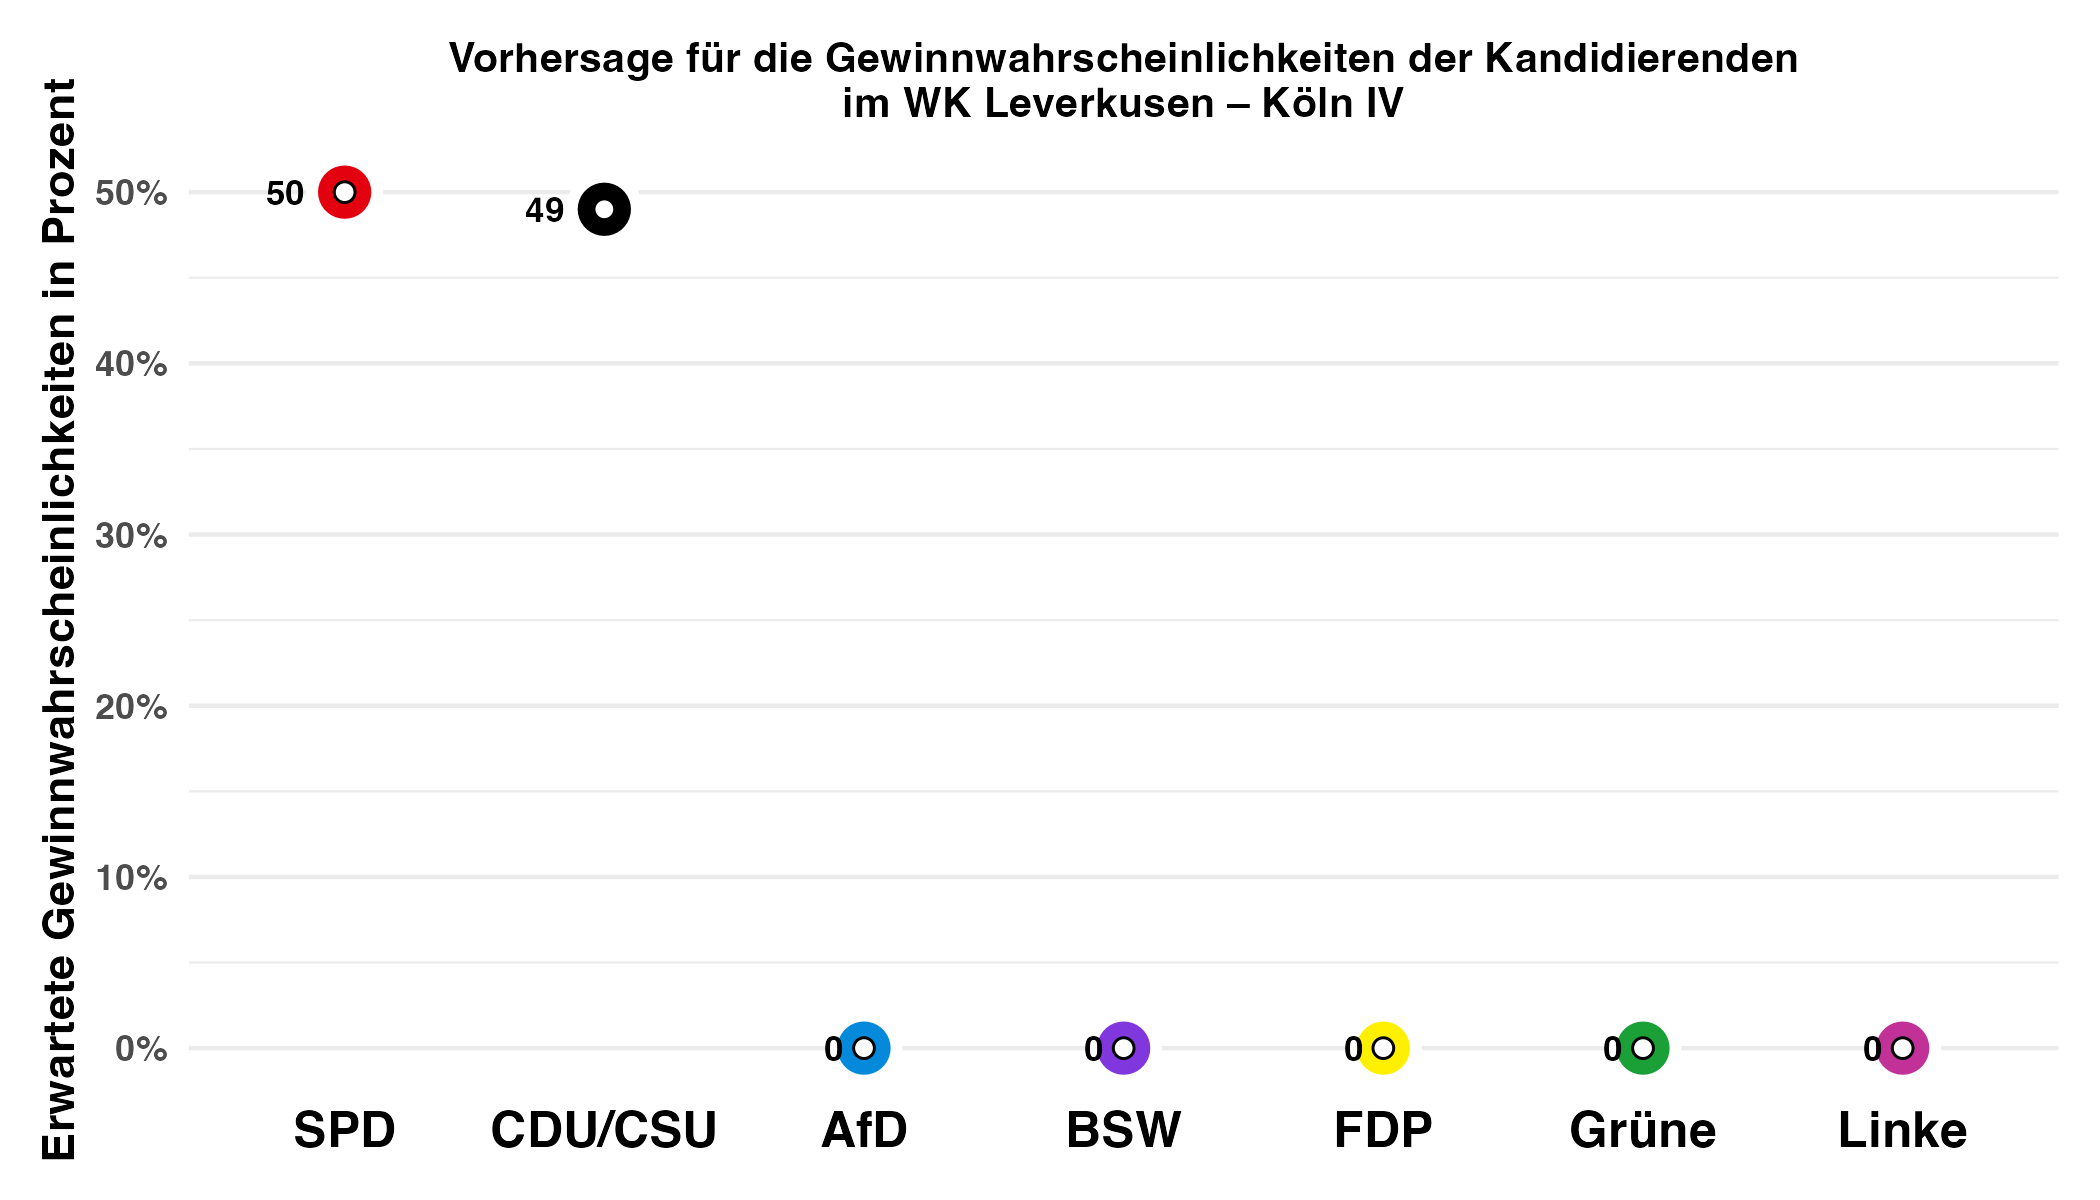 Vorhersage für die Gewinnwahrscheinlichkeiten der Kandidierenden
im WK Leverkusen – Köln IV
Erwartete Gewinnwahrscheinlichkeiten in Prozent
50%
40%
30%
20%
10%
0%
50
49
0
0
0
0
0
SPD
CDU/CSU
AfD
BSW
FDP
Grüne
Linke